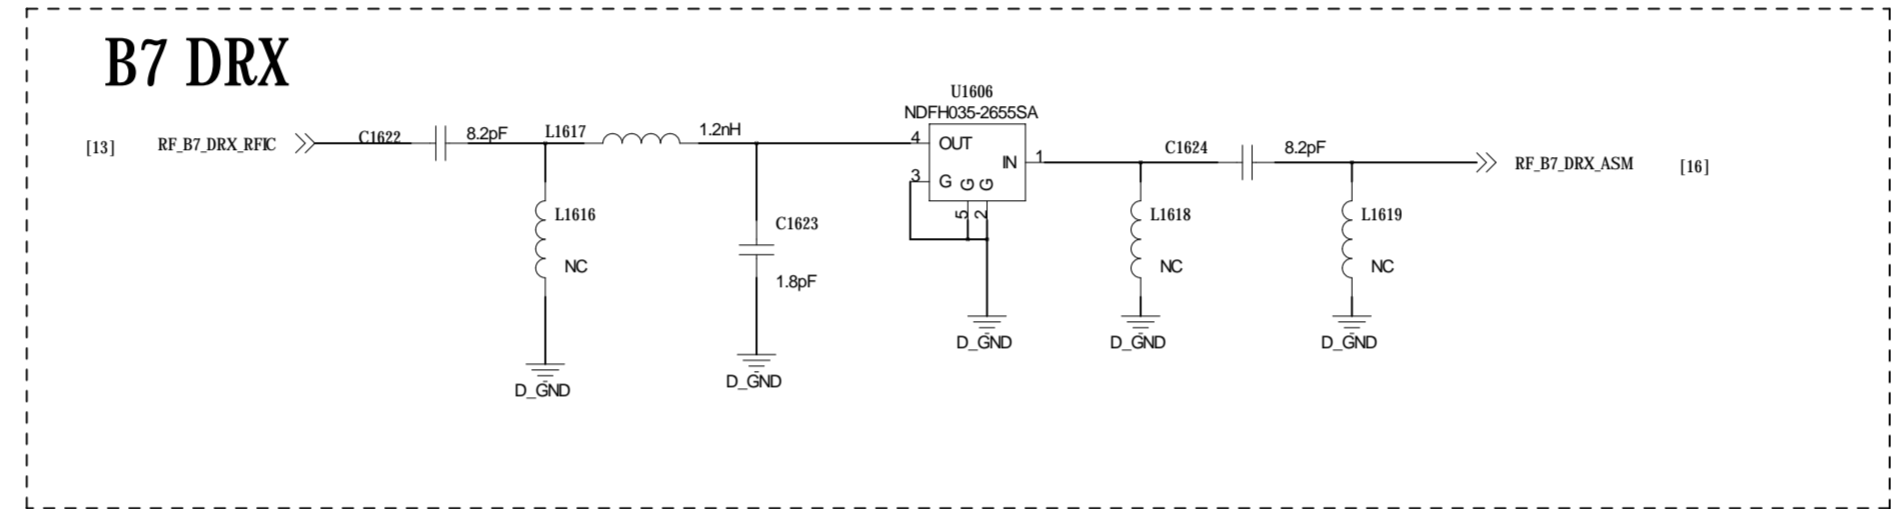 B7 DRX
U1606
NDFH035-2655SA
[13] RF_B7_DRX_RFIC C1622 8.2pF L1617 1.2nH 4 OUT
IN 1 C1624 8.2pF RF_B7_DRX_ASM [16]
3 G G G
5 2
L1616 C1623 L1618 L1619
NC 1.8pF NC NC
D_GND D_GND D_GND
D_GND D_GND